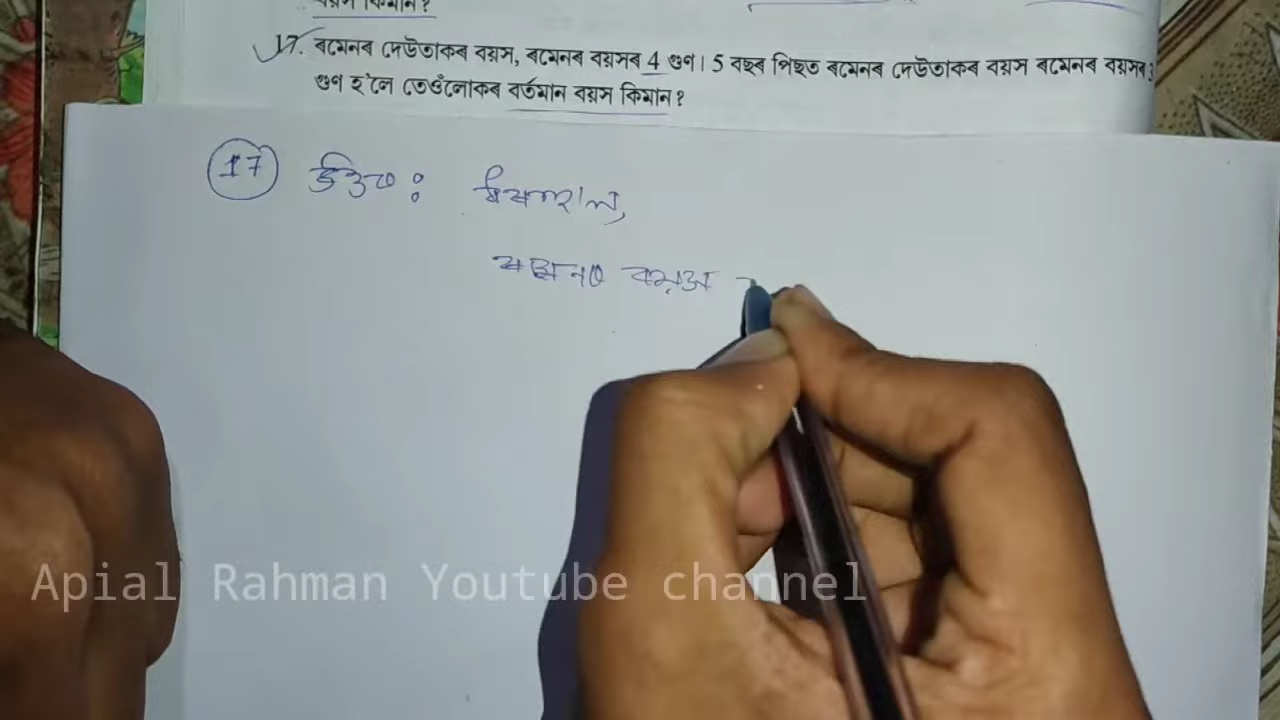 বয়স কিমান?
17. ৰমেনৰ দেউতাকৰ বয়স, ৰমেনৰ বয়সৰ 4 গুণ। 5 বছৰ পিছত ৰমেনৰ দেউতাকৰ বয়স ৰমেনৰ বয়সৰ 3
গুণ হ'লে তেওঁলোকৰ বৰ্তমান বয়স কিমান?
17 উত্তৰঃ ধৰাহ'ল,
ৰমেনৰ বয়স
Apial Rahman Youtube channel